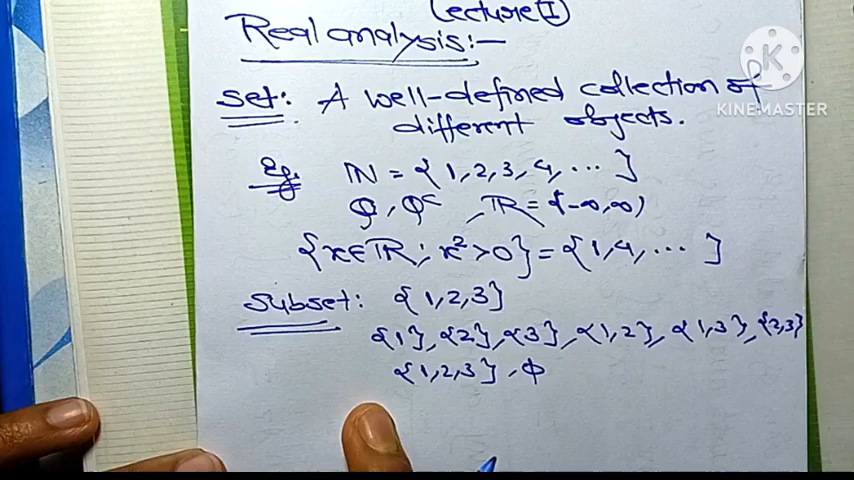 Lecture (I)
Real analysis:-
Set: A well-defined collection of
different objects.
Eg. ℕ = {1,2,3,4,...}
Q, Qᶜ, ℝ = (-∞,∞)
{x∈ℝ; x²>0} = {1,4,...}
Subset: {1,2,3}
{1}, {2}, {3}, {1,2}, {1,3}, {2,3}
{1,2,3}, ϕ
KINEMASTER